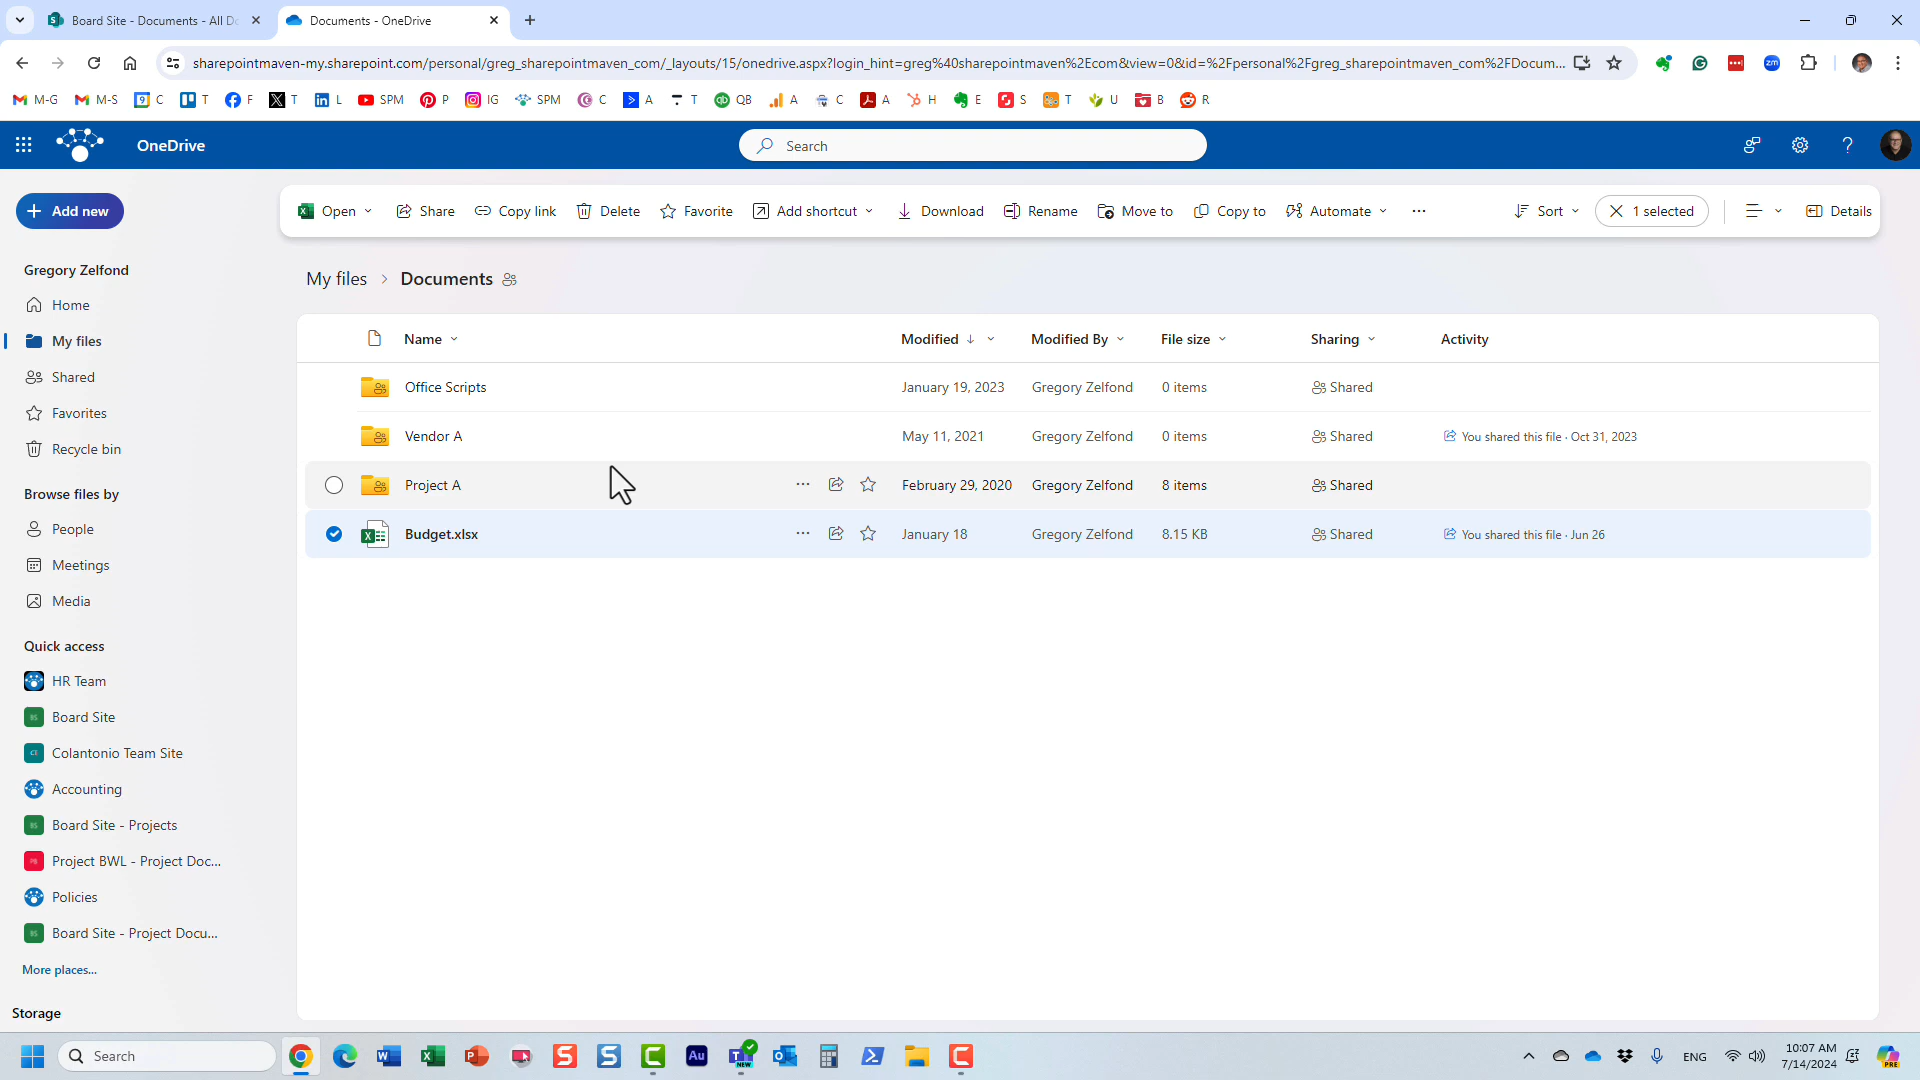 Board Site - Documents - All Do
Documents - OneDrive
sharepointmaven-my.sharepoint.com/personal/greg_sharepointmaven_com/_layouts/15/onedrive.aspx?login_hint=greg%40sharepointmaven%2Ecom&view=0&id=%2Fpersonal%2Fgreg_sharepointmaven_com%2FDocum...
M-G M-S C T F T L SPM P IG SPM C A T QB A C A H E S T U B R
OneDrive
Search
Add new
Open Share Copy link Delete Favorite Add shortcut Download Rename Move to Copy to Automate ... Sort 1 selected Details
Gregory Zelfond
Home
My files
Shared
Favorites
Recycle bin
Browse files by
People
Meetings
Media
Quick access
HR Team
Board Site
Colantonio Team Site
Accounting
Board Site - Projects
Project BWL - Project Doc...
Policies
Board Site - Project Docu...
More places...
Storage
My files > Documents
Name Modified Modified By File size Sharing Activity
Office Scripts January 19, 2023 Gregory Zelfond 0 items Shared
Vendor A May 11, 2021 Gregory Zelfond 0 items Shared You shared this file · Oct 31, 2023
Project A February 29, 2020 Gregory Zelfond 8 items Shared
Budget.xlsx January 18 Gregory Zelfond 8.15 KB Shared You shared this file · Jun 26
Search
ENG
10:07 AM
7/14/2024